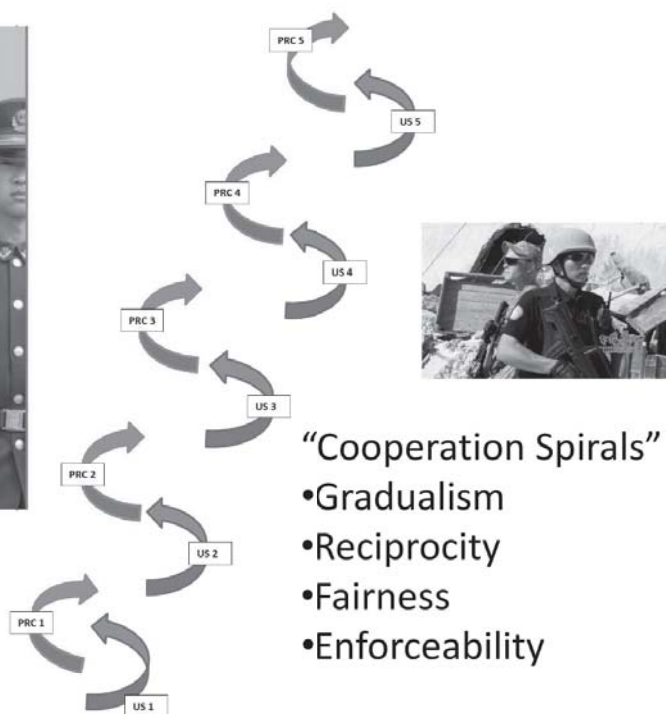 PRC 5
US 5
PRC 4
US 4
PRC 3
US 3
PRC 2
US 2
PRC 1
US 1
“Cooperation Spirals”
•Gradualism
•Reciprocity
•Fairness
•Enforceability